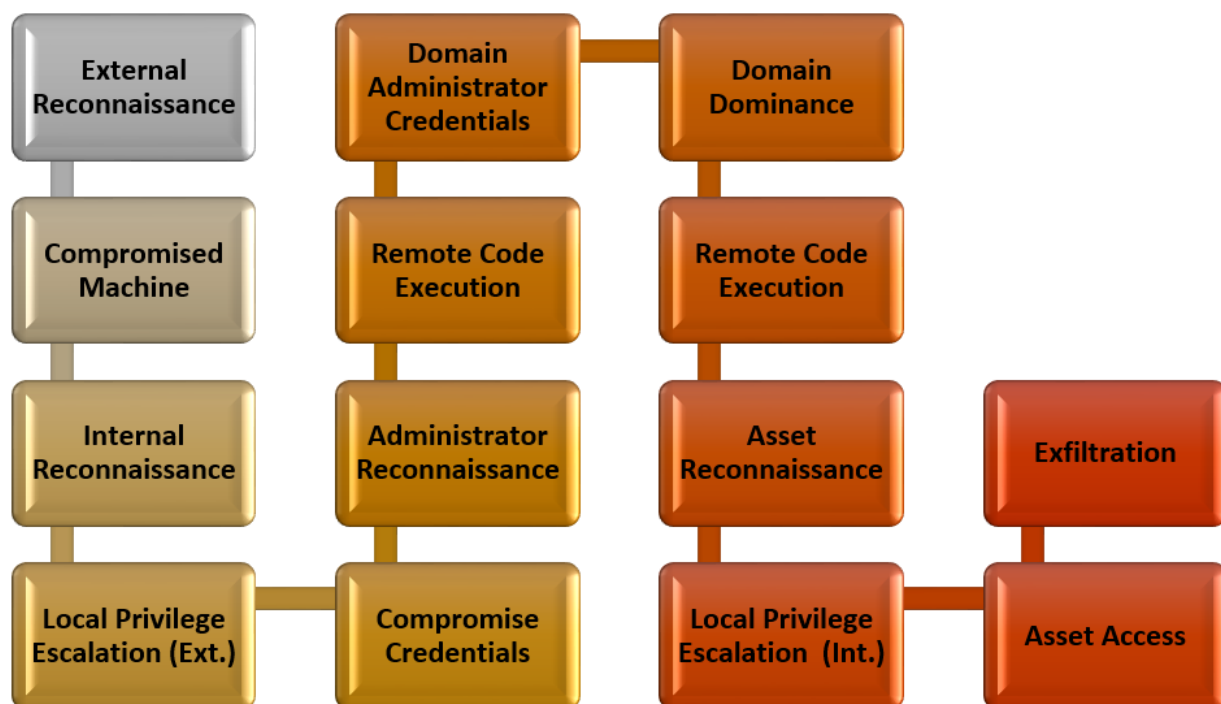 External
Reconnaissance
Compromised
Machine
Internal
Reconnaissance
Local Privilege
Escalation (Ext.)
Compromise
Credentials
Administrator
Reconnaissance
Remote Code
Execution
Domain
Administrator
Credentials
Domain
Dominance
Remote Code
Execution
Asset
Reconnaissance
Local Privilege
Escalation  (Int.)
Asset Access
Exfiltration